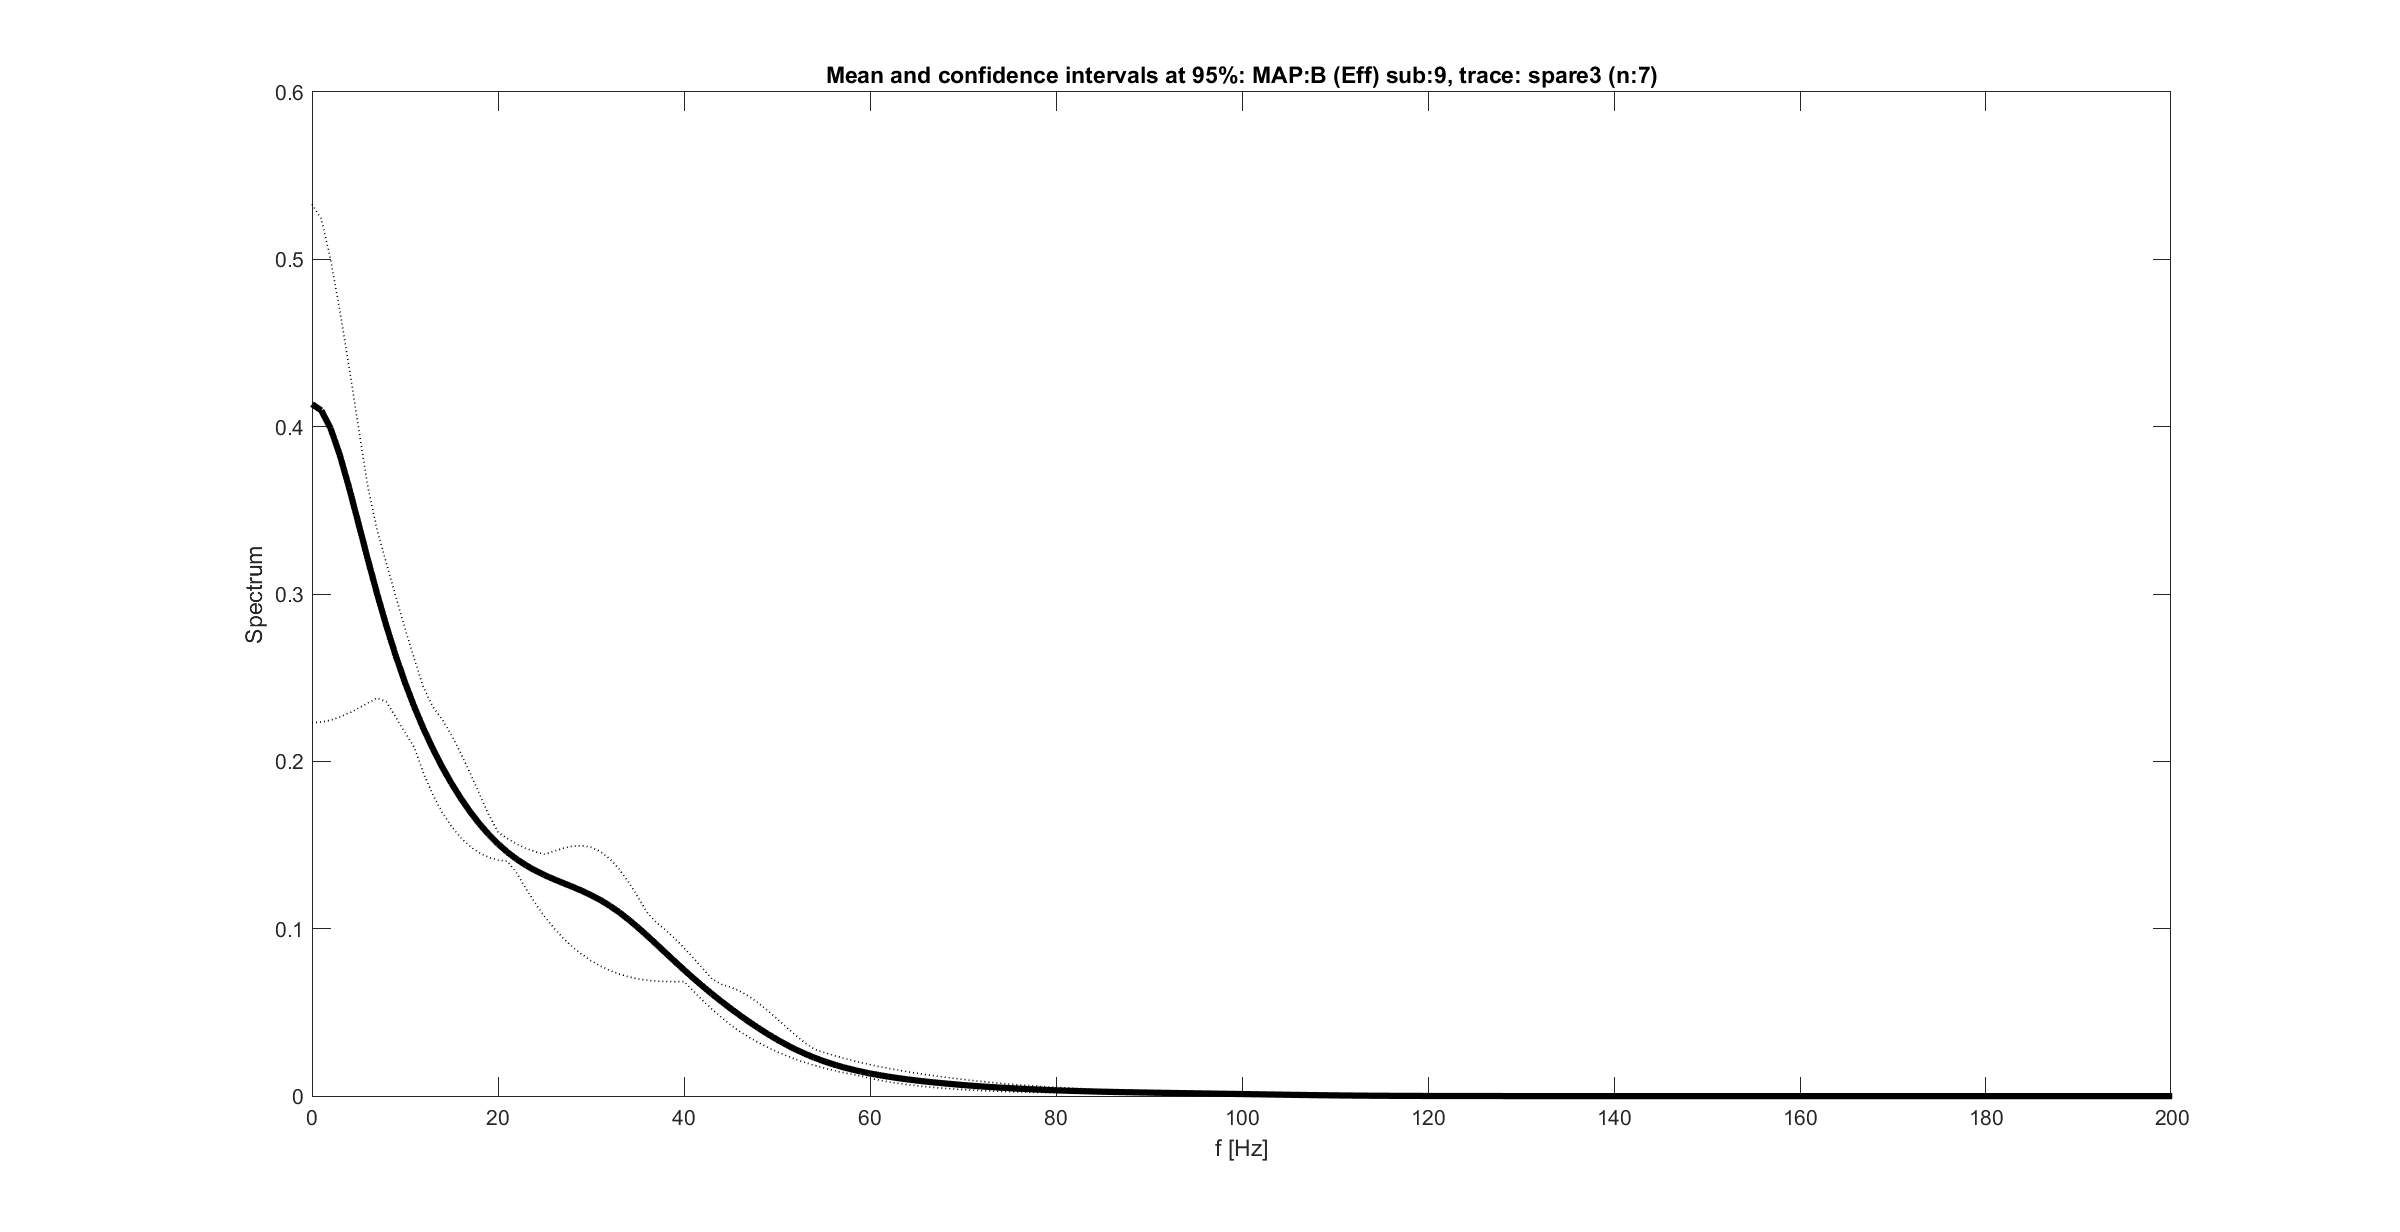 Mean and confidence intervals at 95%: MAP:B (Eff) sub:9, trace: spare3 (n:7)
0.6
0.5
0.4
0.3
0.2
0.1
0
Spectrum
0 20 40 60 80 100 120 140 160 180 200
f [Hz]